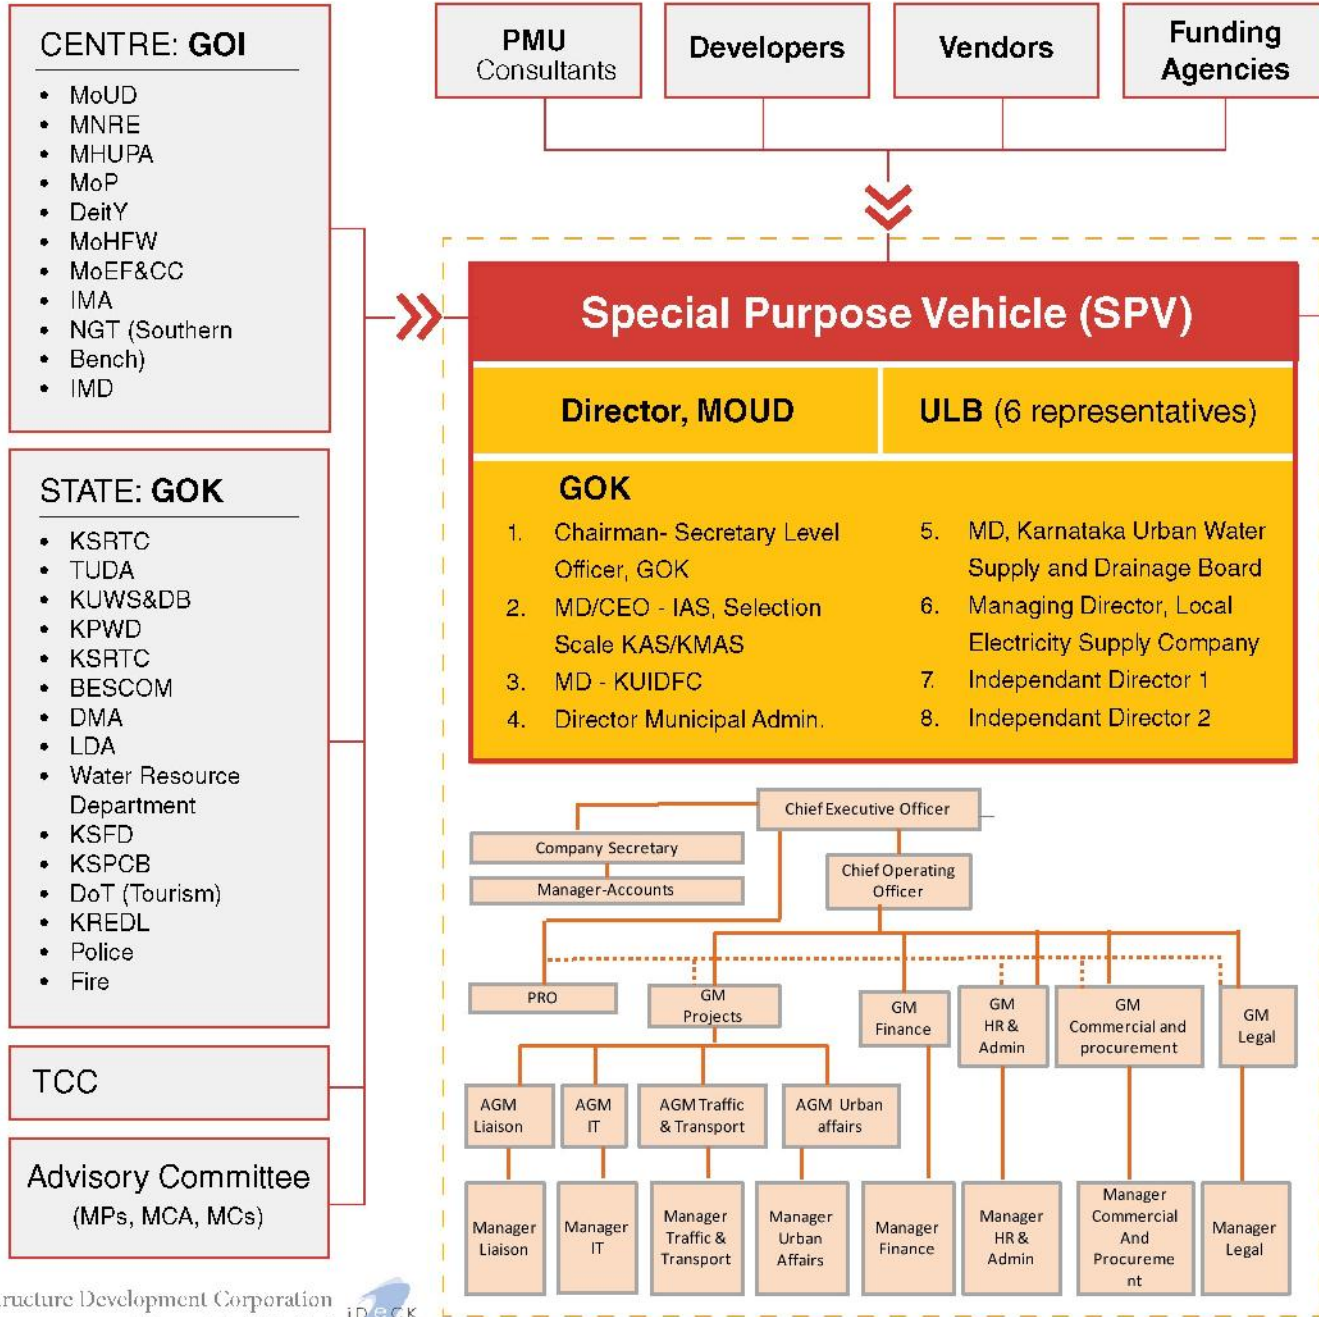 CENTRE: GOI
• MoUD
• MNRE
• MHUPA
• MoP
• DeitY
• MoHFW
• MoEF&CC
• IMA
• NGT (Southern
• Bench)
• IMD
STATE: GOK
• KSRTC
• TUDA
• KUWS&DB
• KPWD
• KSRTC
• BESCOM
• DMA
• LDA
• Water Resource
Department
• KSFD
• KSPCB
• DoT (Tourism)
• KREDL
• Police
• Fire
TCC
Advisory Committee
(MPs, MCA, MCs)
PMU
Consultants
Developers
Vendors
Funding
Agencies
Special Purpose Vehicle (SPV)
Director, MOUD
ULB (6 representatives)
GOK
1. Chairman- Secretary Level
Officer, GOK
2. MD/CEO - IAS, Selection
Scale KAS/KMAS
3. MD - KUIDFC
4. Director Municipal Admin.
5. MD, Karnataka Urban Water
Supply and Drainage Board
6. Managing Director, Local
Electricity Supply Company
7. Independant Director 1
8. Independant Director 2
Chief Executive Officer
Company Secretary
Manager-Accounts
Chief Operating
Officer
PRO
GM
Projects
GM
Finance
GM
HR &
Admin
GM
Commercial and
procurement
GM
Legal
AGM
Liaison
AGM
IT
AGM Traffic
& Transport
AGM Urban
affairs
Manager
Liaison
Manager
IT
Manager
Traffic &
Transport
Manager
Urban
Affairs
Manager
Finance
Manager
HR &
Admin
Manager
Commercial
And
Procureme
nt
Manager
Legal
ructure Development Corporation
iDeCK